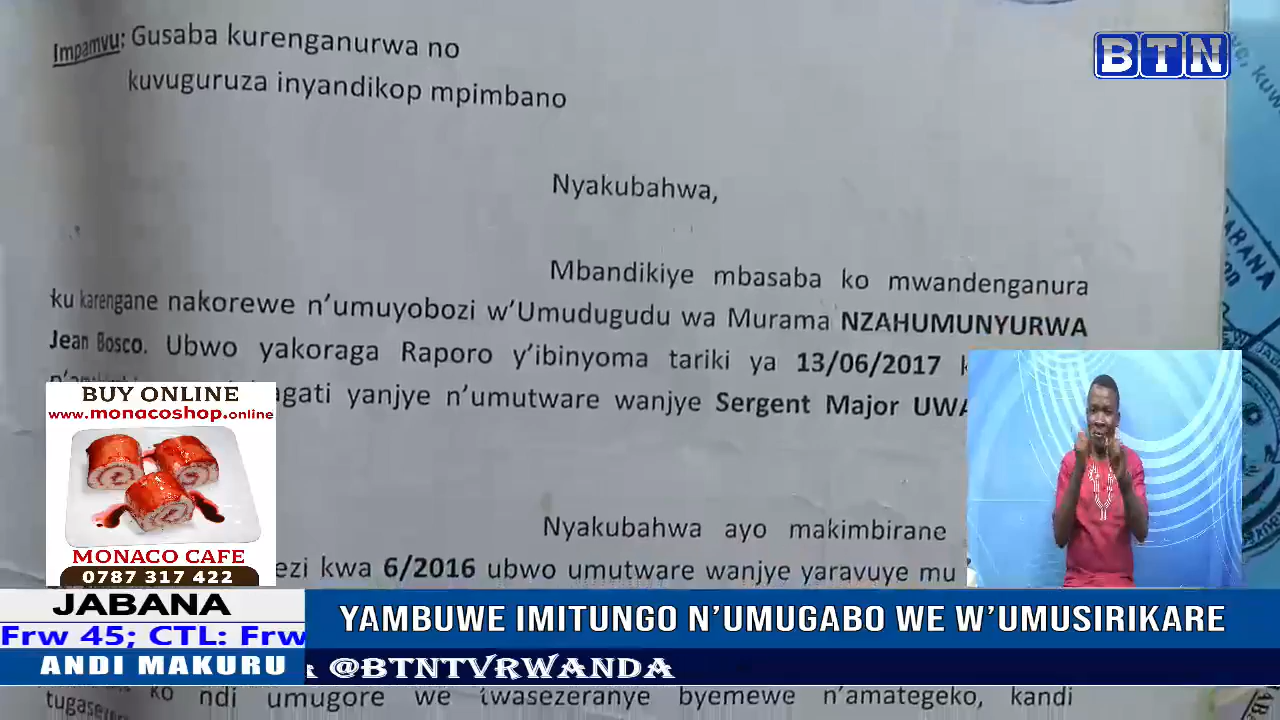 Impamvu: Gusaba kurenganurwa no
kuvuguruza inyandikop mpimbano
BTN
Nyakubahwa,
Mbandikiye mbasaba ko mwandenganura
ku karengane nakorewe n'umuyobozi w'Umudugudu wa Murama NZAHUMUNYURWA
Jean Bosco. Ubwo yakoraga Raporo y'ibinyoma tariki ya 13/06/2017
agati yanjye n'umutware wanjye Sergent Major UWA
Nyakubahwa ayo makimbirane
ezi kwa 6/2016 ubwo umutware wanjye yaravuye mu
BUY ONLINE
www.monacoshop.online
MONACO CAFE
0787 317 422
JABANA
Frw 45; CTL: Frw
ANDI MAKURU
YAMBUWE IMITUNGO N'UMUGABO WE W'UMUSIRIKARE
@BTNTVRWANDA
ko ndi umugore we twasezeranye byemewe n'amategeko, kandi